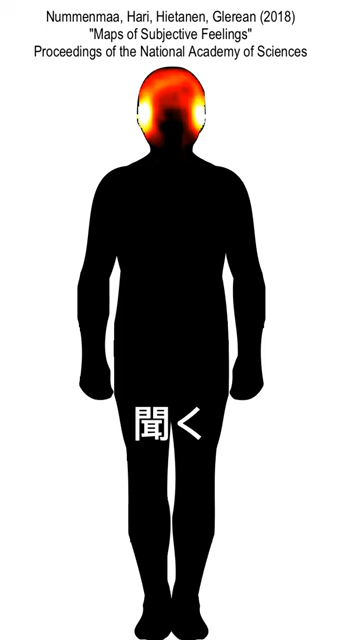 Nummenmaa, Hari, Hietanen, Glerean (2018)
"Maps of Subjective Feelings"
Proceedings of the National Academy of Sciences
聞く